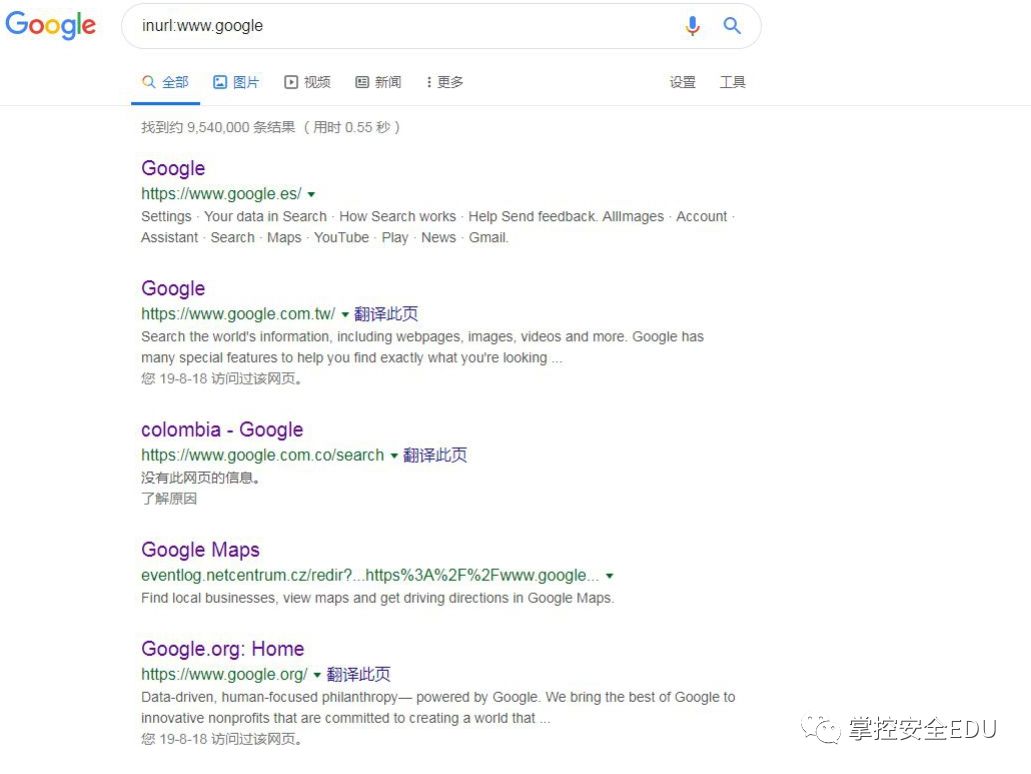 Google
inurl:www.google
全部 图片 视频 新闻 更多 设置 工具
找到约 9,540,000 条结果 （用时 0.55 秒）
Google
https://www.google.es/
Settings · Your data in Search · How Search works · Help Send feedback. AllImages · Account ·
Assistant · Search · Maps · YouTube · Play · News · Gmail.
Google
https://www.google.com.tw/ 翻译此页
Search the world's information, including webpages, images, videos and more. Google has
many special features to help you find exactly what you're looking ...
您 19-8-18 访问过该网页。
colombia - Google
https://www.google.com.co/search 翻译此页
没有此网页的信息。
了解原因
Google Maps
eventlog.netcentrum.cz/redir?...https%3A%2F%2Fwww.google...
Find local businesses, view maps and get driving directions in Google Maps.
Google.org: Home
https://www.google.org/ 翻译此页
Data-driven, human-focused philanthropy— powered by Google. We bring the best of Google to
innovative nonprofits that are committed to creating a world that ...
您 19-8-18 访问过该网页。
掌控安全EDU